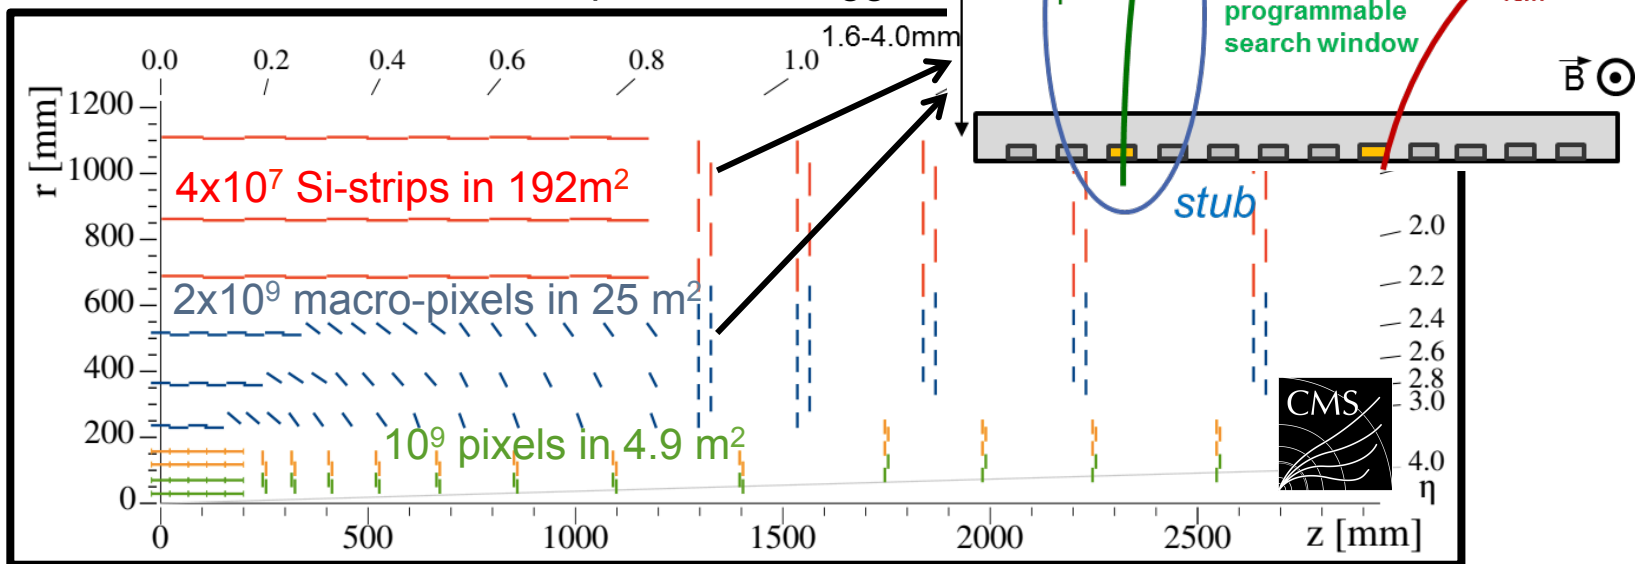 programmable
search window
1.6-4.0mm
B
0.0 0.2 0.4 0.6 0.8 1.0
r [mm]
1200
1000
800
600
400
200
0
4x10⁷ Si-strips in 192m²
stub
2x10⁹ macro-pixels in 25 m²
10⁹ pixels in 4.9 m²
2.0
2.2
2.4
2.6
2.8
3.0
4.0
η
CMS
0 500 1000 1500 2000 2500 z [mm]